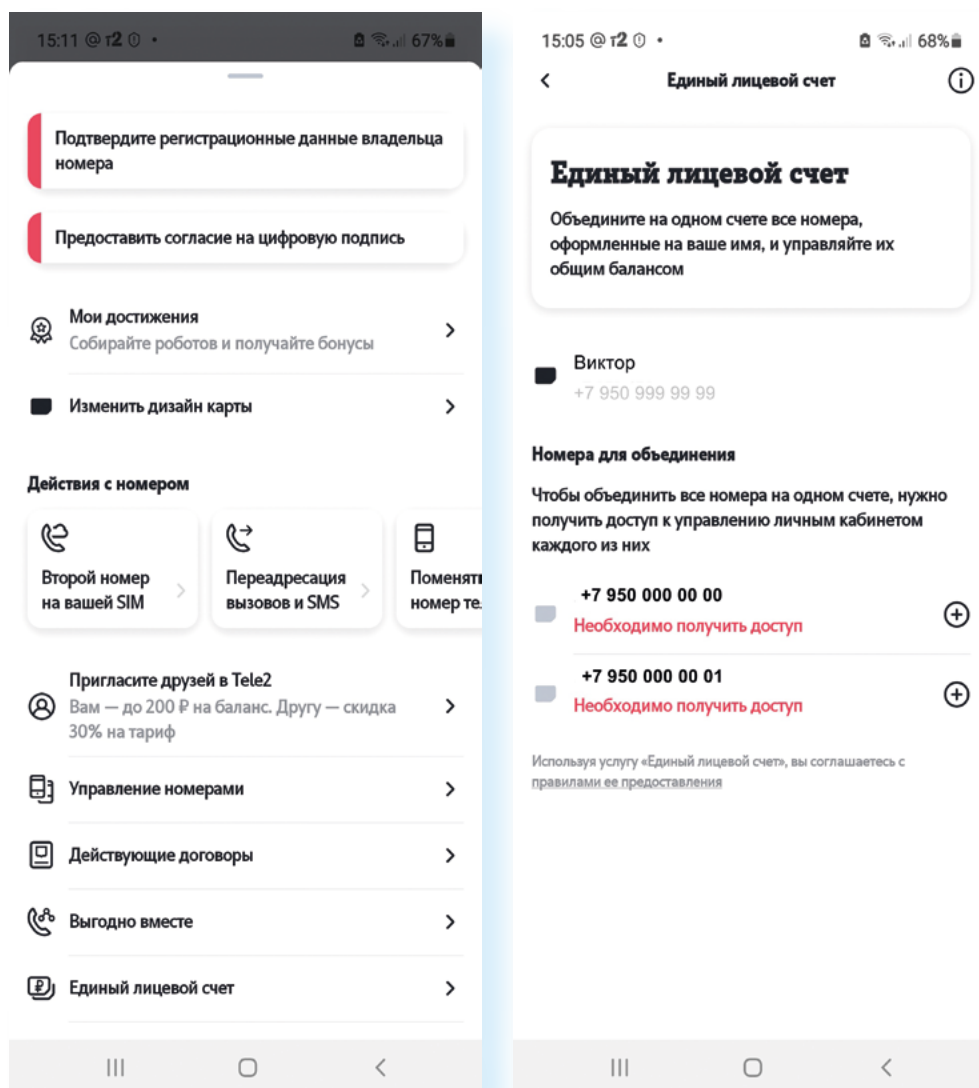 15:11 @ T2
67%
Подтвердите регистрационные данные владельца
номера
Предоставить согласие на цифровую подпись
Мои достижения
Собирайте роботов и получайте бонусы
Изменить дизайн карты
Действия с номером
Второй номер
на вашей SIM
Переадресация
вызовов и SMS
Поменять
номер те
Пригласите друзей в Tele2
Вам — до 200 ₽ на баланс. Другу — скидка
30% на тариф
Управление номерами
Действующие договоры
Выгодно вместе
Единый лицевой счет
15:05 @ T2
68%
Единый лицевой счет
Единый лицевой счет
Объедините на одном счете все номера,
оформленные на ваше имя, и управляйте их
общим балансом
Виктор
+7 950 999 99 99
Номера для объединения
Чтобы объединить все номера на одном счете, нужно
получить доступ к управлению личным кабинетом
каждого из них
+7 950 000 00 00
Необходимо получить доступ
+7 950 000 00 01
Необходимо получить доступ
Используя услугу «Единый лицевой счет», вы соглашаетесь с
правилами ее предоставления